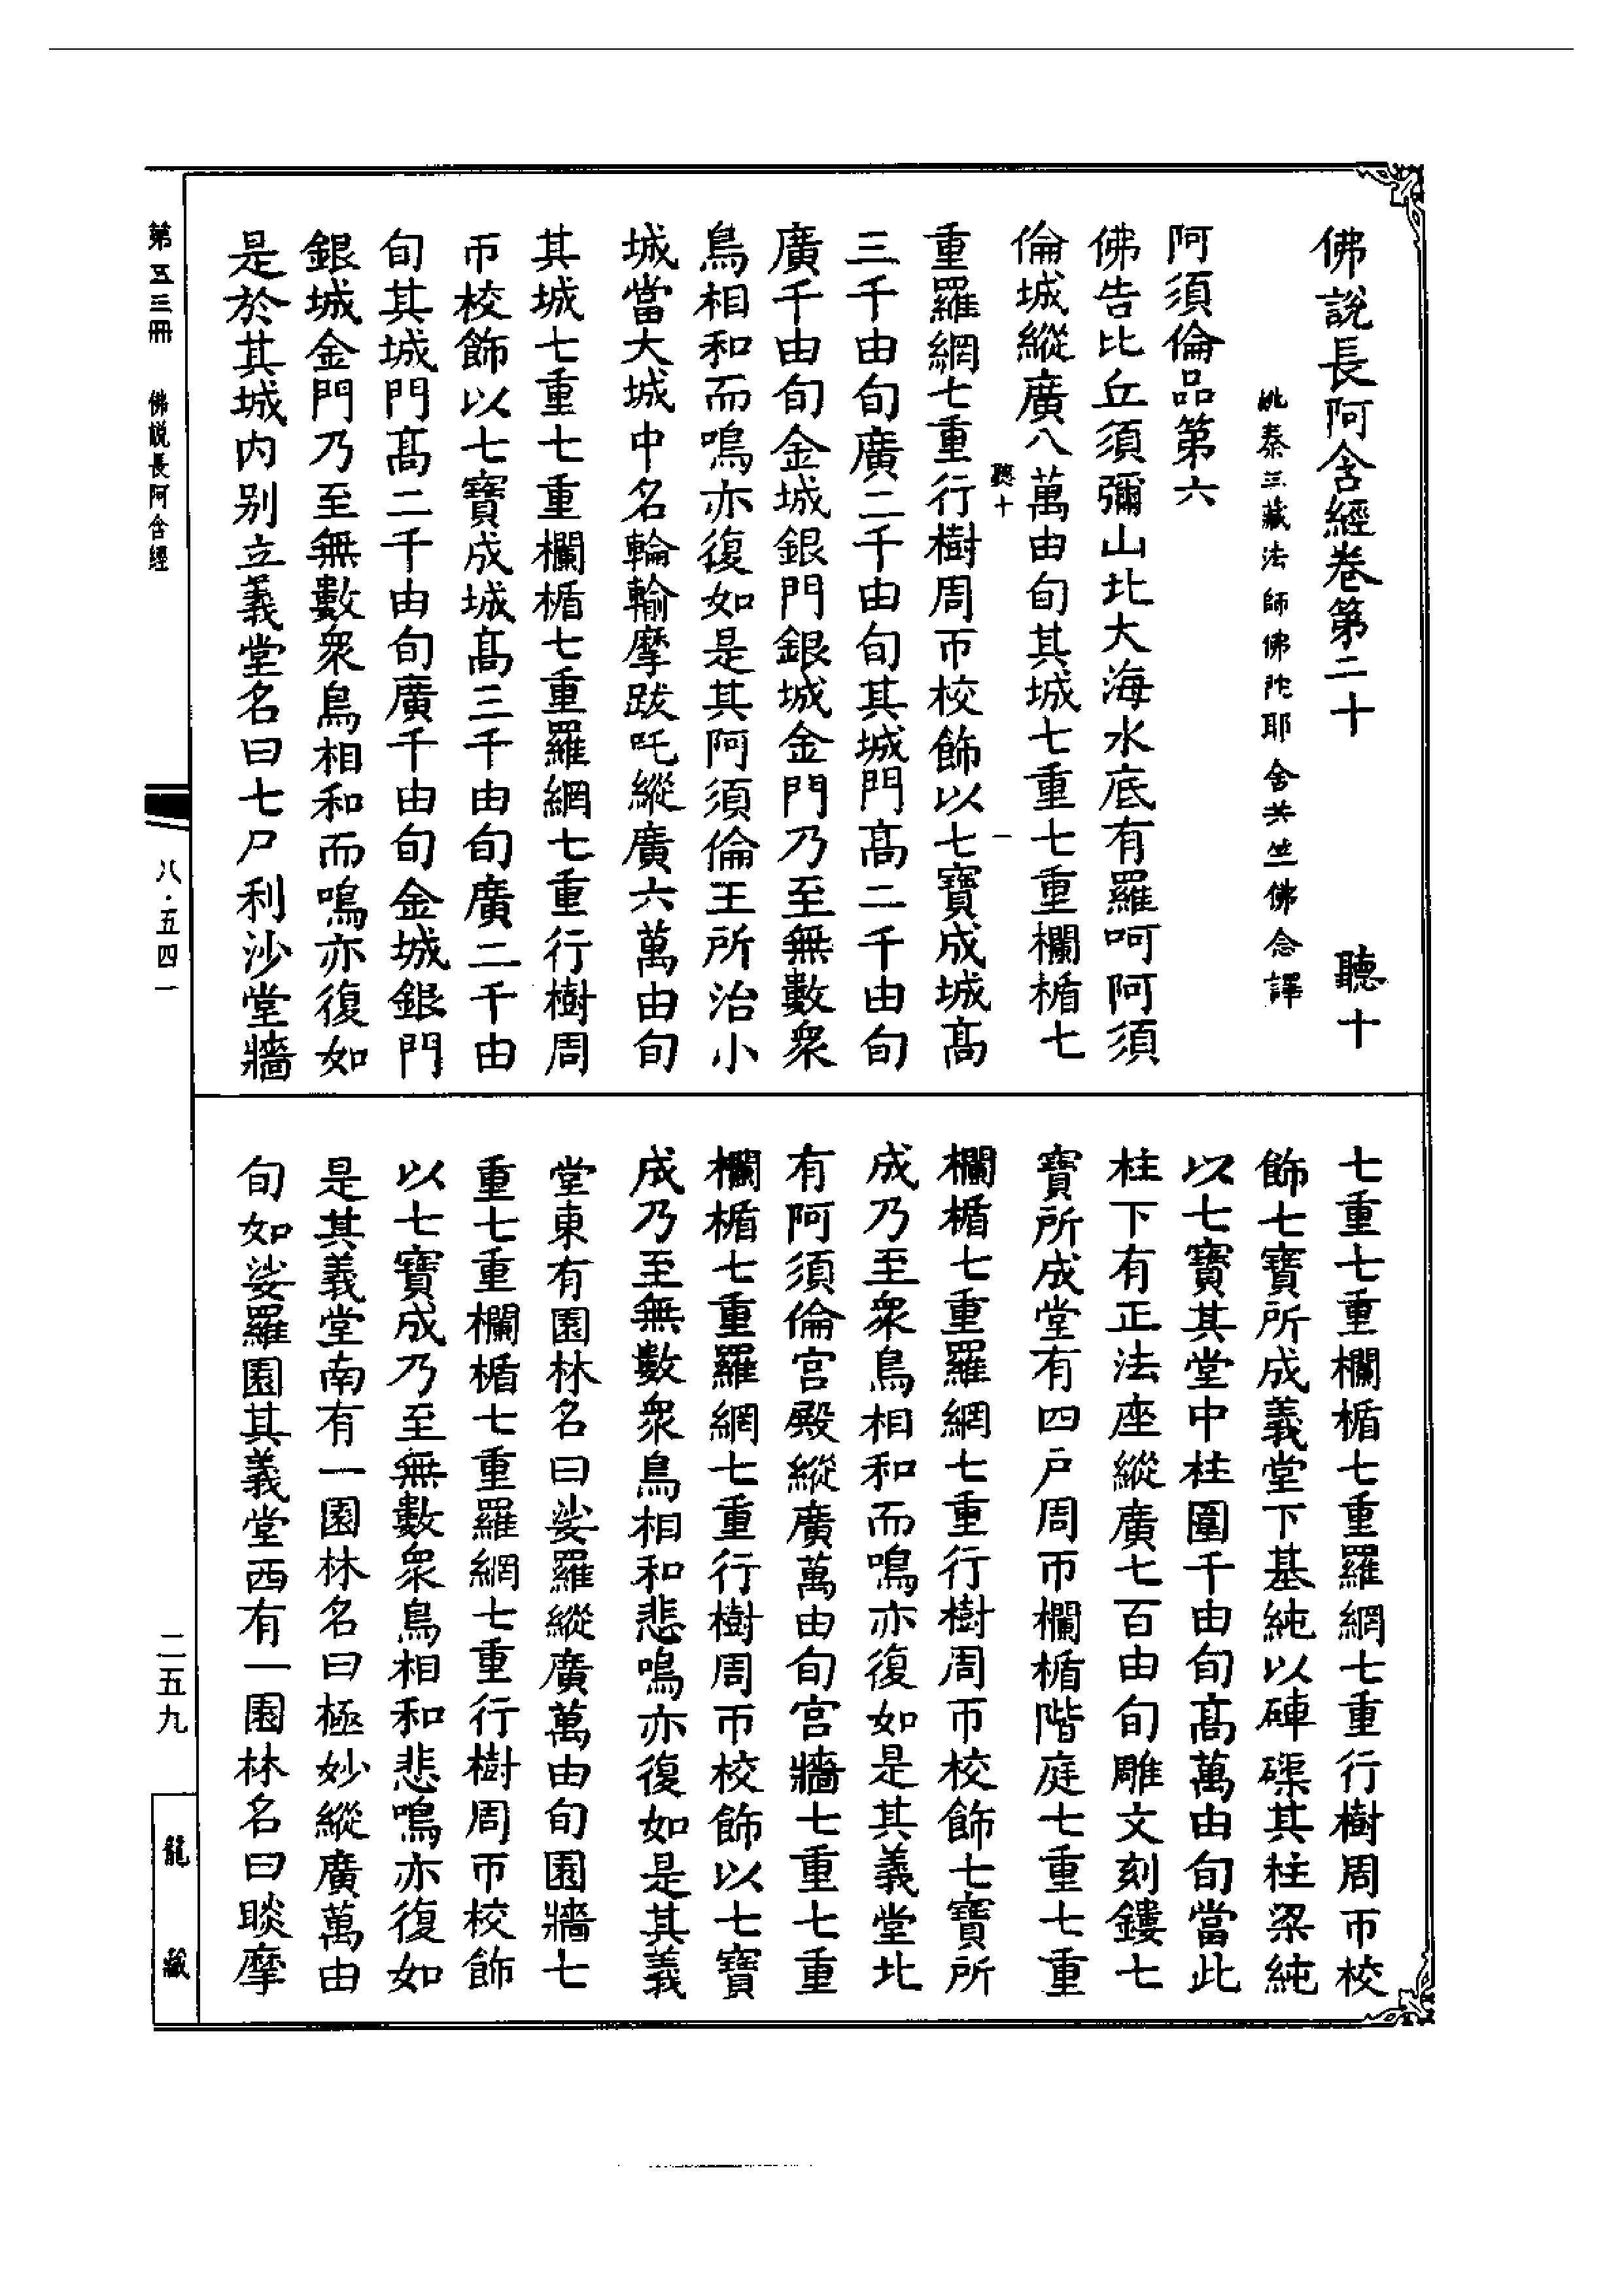 佛說長阿含經卷第二十　聽十
姚秦三藏法師佛陀耶舍共竺佛念譯
阿須倫品第六
佛告比丘須彌山北大海水底有羅呵阿須
倫城縱廣八萬由旬其城七重七重欄楯七
聽十　一
重羅網七重行樹周帀校飾以七寶成城髙
三千由旬廣二千由旬其城門髙二千由旬
廣千由旬金城銀門銀城金門乃至無數衆
鳥相和而鳴亦復如是其阿須倫王所治小
城當大城中名輪輸摩跋吒縱廣六萬由旬
其城七重七重欄楯七重羅網七重行樹周
帀校飾以七寶成城髙三千由旬廣二千由
旬其城門髙二千由旬廣千由旬金城銀門
銀城金門乃至無數衆鳥相和而鳴亦復如
是於其城内别立義堂名曰七尸利沙堂牆
七重七重欄楯七重羅網七重行樹周帀校
飾七寶所成義堂下基純以硨磲其柱梁純
以七寶其堂中柱圍千由旬髙萬由旬當此
柱下有正法座縱廣七百由旬雕文刻鏤七
寶所成堂有四戶周帀欄楯階庭七重七重
欄楯七重羅網七重行樹周帀校飾七寶所
成乃至衆鳥相和而鳴亦復如是其義堂北
有阿須倫宫殿縱廣萬由旬宫牆七重七重
欄楯七重羅網七重行樹周帀校飾以七寶
成乃至無數衆鳥相和悲鳴亦復如是其義
堂東有園林名曰娑羅縱廣萬由旬園牆七
重七重欄楯七重羅網七重行樹周帀校飾
以七寶成乃至無數衆鳥相和悲鳴亦復如
是其義堂南有一園林名曰極妙縱廣萬由
旬如娑羅園其義堂西有一園林名曰睒摩
第五三冊　佛說長阿含經
八·五四一
二五九
龍藏